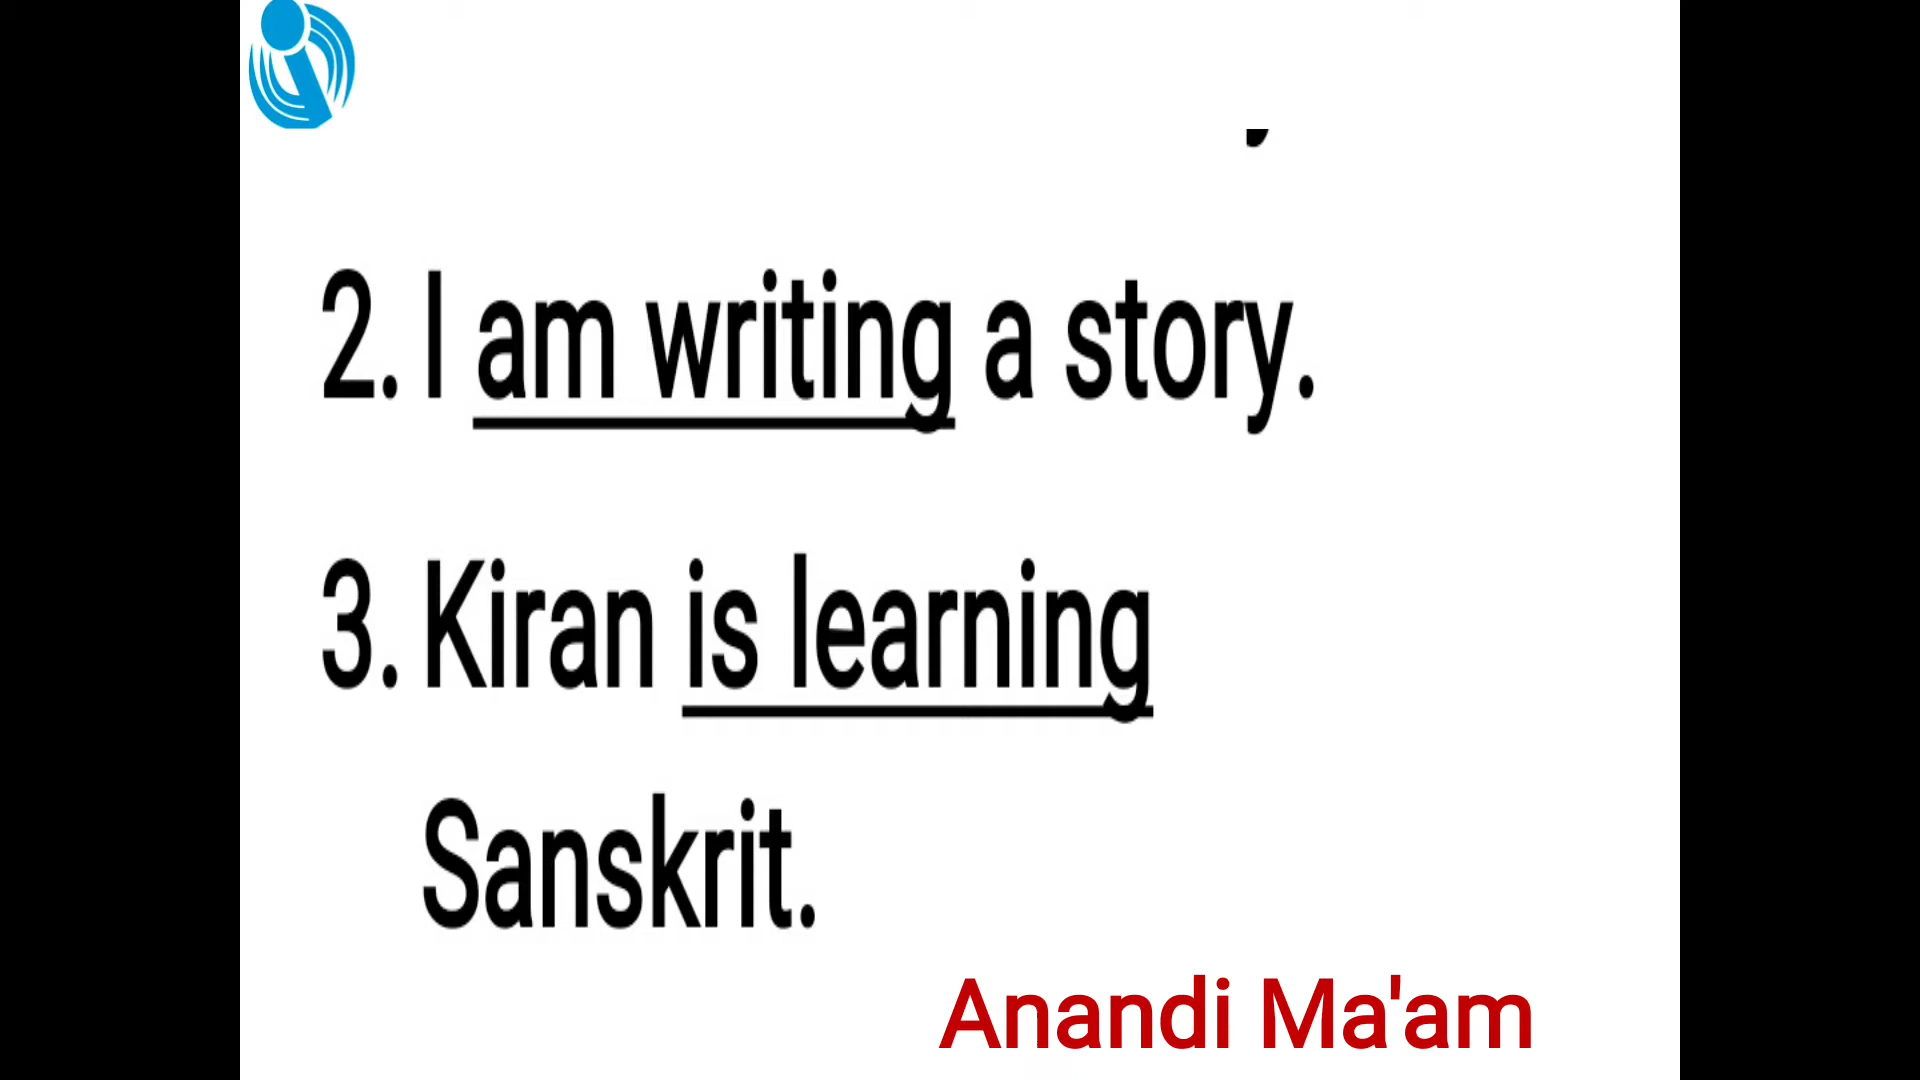 2. I am writing a story.
3. Kiran is learning
Sanskrit.
Anandi Ma'am